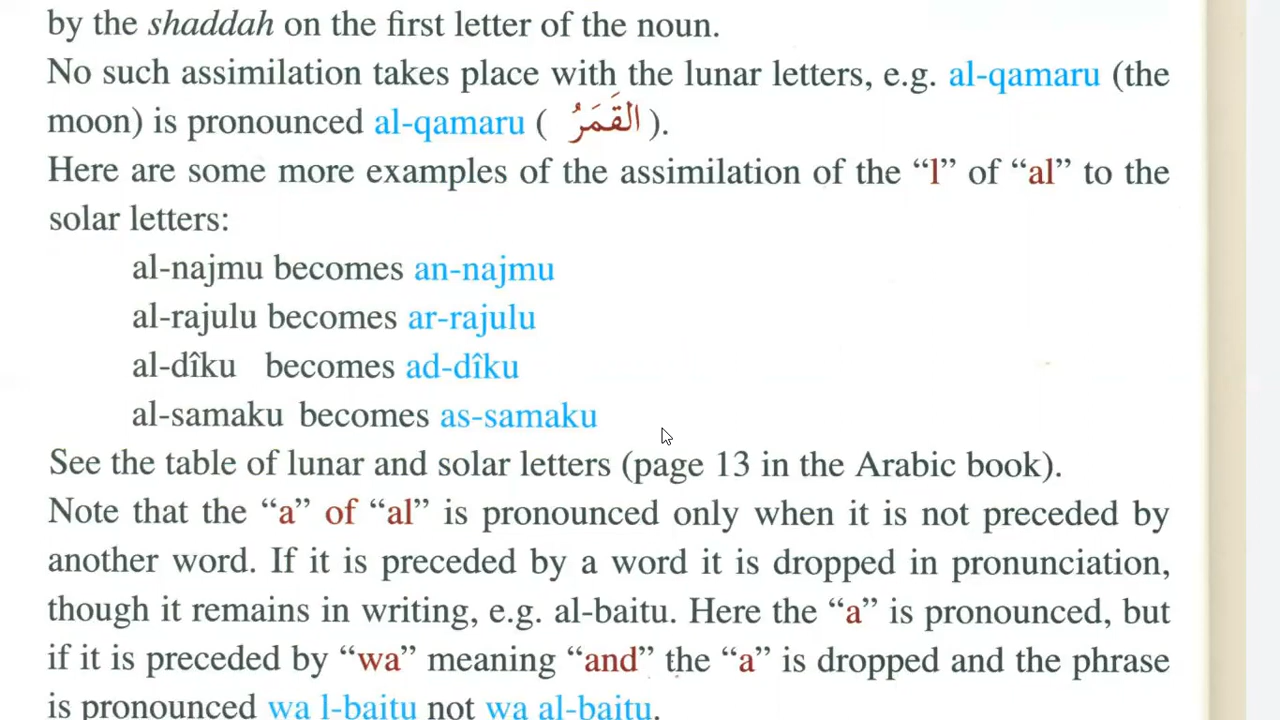 by the shaddah on the first letter of the noun.
No such assimilation takes place with the lunar letters, e.g. al-qamaru (the
moon) is pronounced al-qamaru ( القَمَرُ ).
Here are some more examples of the assimilation of the “l” of “al” to the
solar letters:
al-najmu becomes an-najmu
al-rajulu becomes ar-rajulu
al-dîku becomes ad-dîku
al-samaku becomes as-samaku
See the table of lunar and solar letters (page 13 in the Arabic book).
Note that the “a” of “al” is pronounced only when it is not preceded by
another word. If it is preceded by a word it is dropped in pronunciation,
though it remains in writing, e.g. al-baitu. Here the “a” is pronounced, but
if it is preceded by “wa” meaning “and” the “a” is dropped and the phrase
is pronounced wa l-baitu not wa al-baitu.